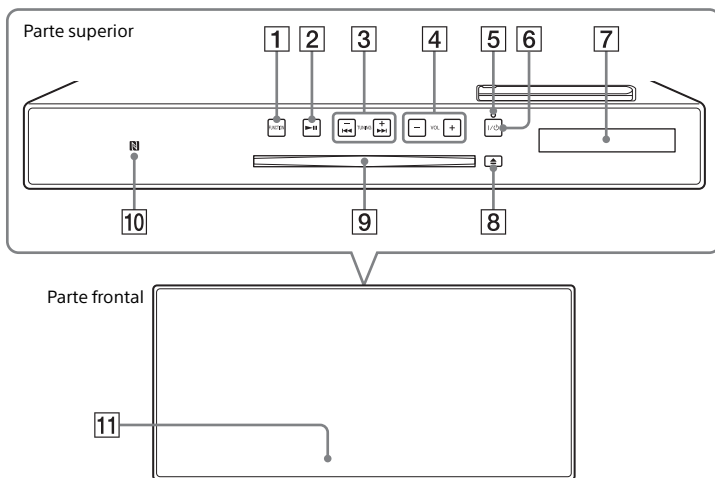 Parte superior
1 2 3 4 5 6 7
FUNCTION
TUNING
− VOL +
I/⏻
N
10 9 8
Parte frontal
11